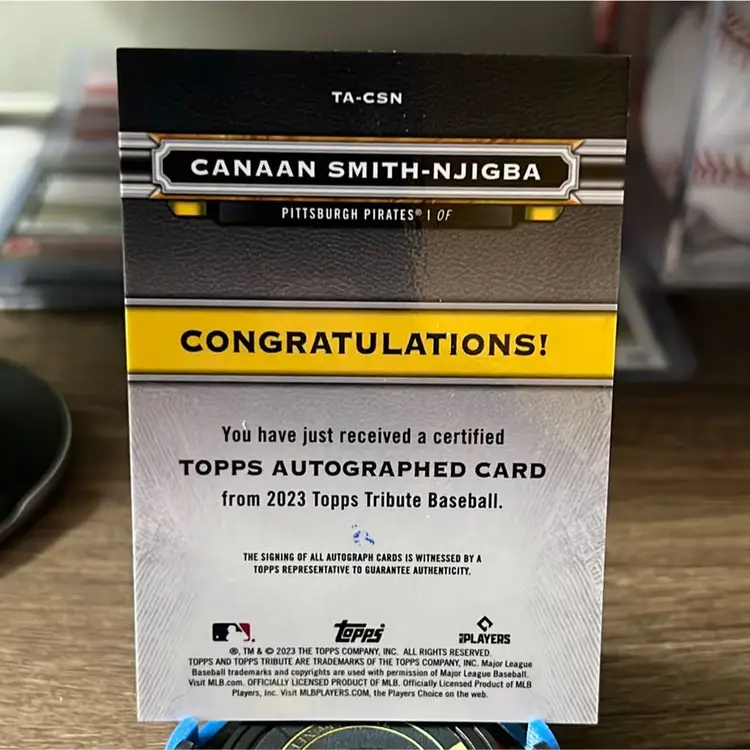 TA-CSN
CANAAN SMITH-NJIGBA
PITTSBURGH PIRATES® | OF
CONGRATULATIONS!
You have just received a certified
TOPPS AUTOGRAPHED CARD
from 2023 Topps Tribute Baseball.
THE SIGNING OF ALL AUTOGRAPH CARDS IS WITNESSED BY A
TOPPS REPRESENTATIVE TO GUARANTEE AUTHENTICITY.
topps
MLBPLAYERS
®, TM & © 2023 THE TOPPS COMPANY, INC. ALL RIGHTS RESERVED.
TOPPS AND TOPPS TRIBUTE ARE TRADEMARKS OF THE TOPPS COMPANY, INC. Major League
Baseball trademarks and copyrights are used with permission of Major League Baseball.
Visit MLB.com. OFFICIALLY LICENSED PRODUCT OF MLB. Officially Licensed Product of MLB
Players, Inc. Visit MLBPLAYERS.COM, the Players Choice on the web.